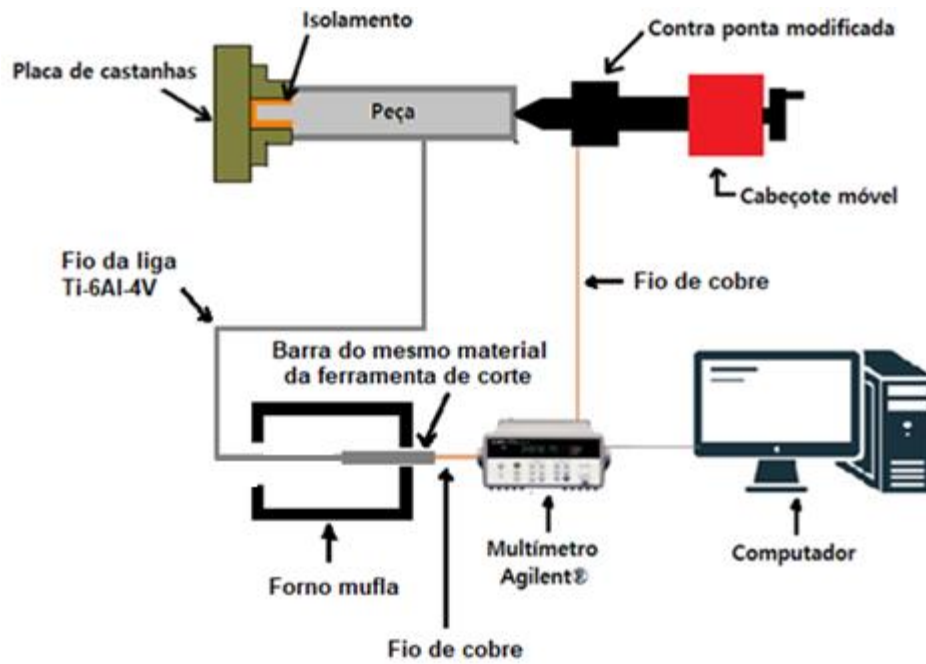 Isolamento
Contra ponta modificada
Placa de castanhas
Peça
Cabeçote móvel
Fio da liga
Ti-6Al-4V
Fio de cobre
Barra do mesmo material
da ferramenta de corte
Multímetro
Agilent®
Computador
Forno mufla
Fio de cobre